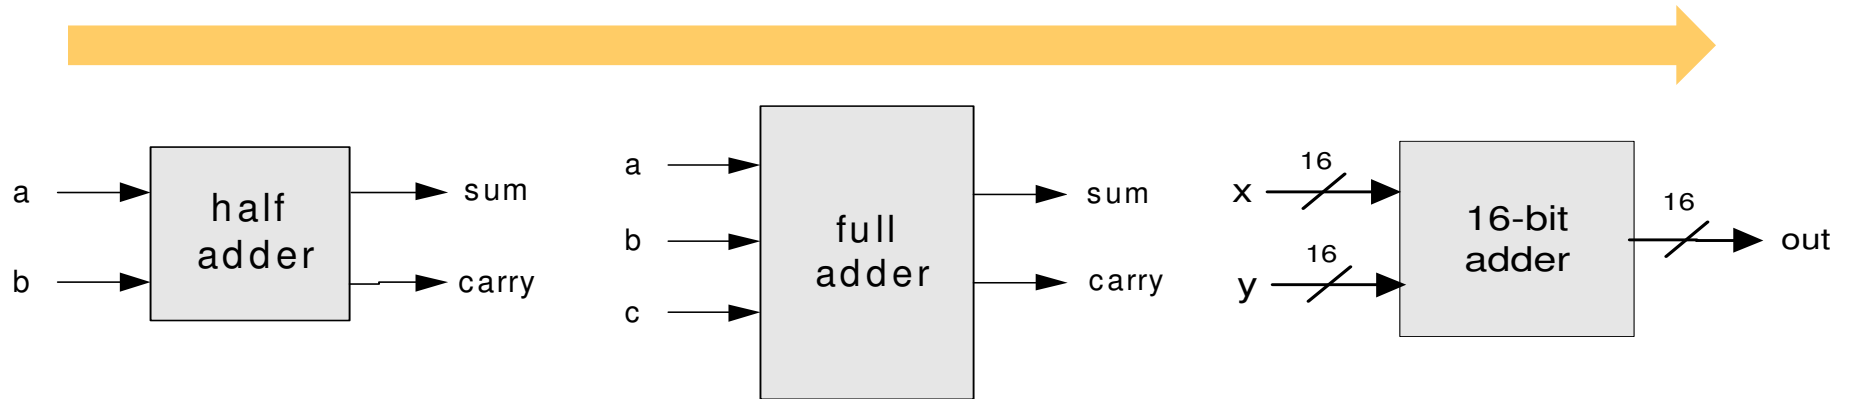 a
b
half
adder
sum
carry
a
b
c
full
adder
sum
carry
16
x
16
y
16-bit
adder
16
out